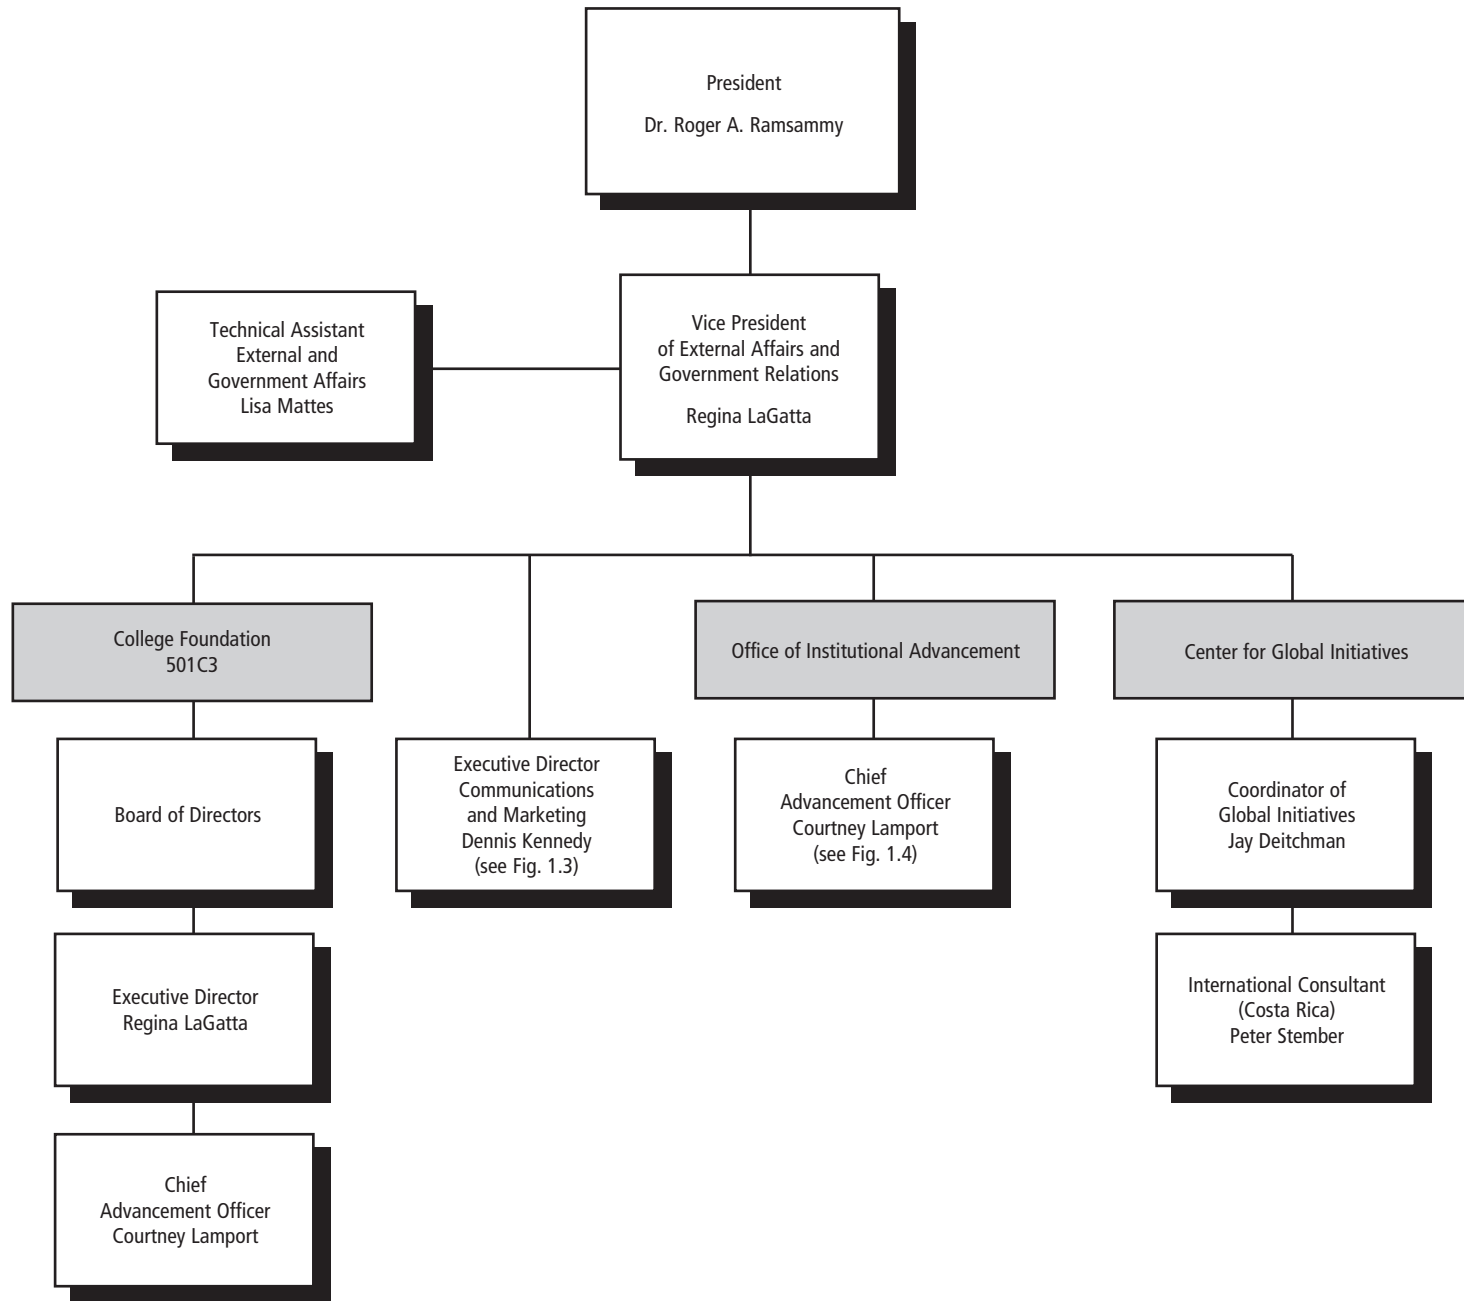 President
Dr. Roger A. Ramsammy
Technical Assistant
External and
Government Affairs
Lisa Mattes
Vice President
of External Affairs and
Government Relations
Regina LaGatta
College Foundation
501C3
Office of Institutional Advancement
Center for Global Initiatives
Board of Directors
Executive Director
Communications
and Marketing
Dennis Kennedy
(see Fig. 1.3)
Chief
Advancement Officer
Courtney Lamport
(see Fig. 1.4)
Coordinator of
Global Initiatives
Jay Deitchman
Executive Director
Regina LaGatta
International Consultant
(Costa Rica)
Peter Stember
Chief
Advancement Officer
Courtney Lamport